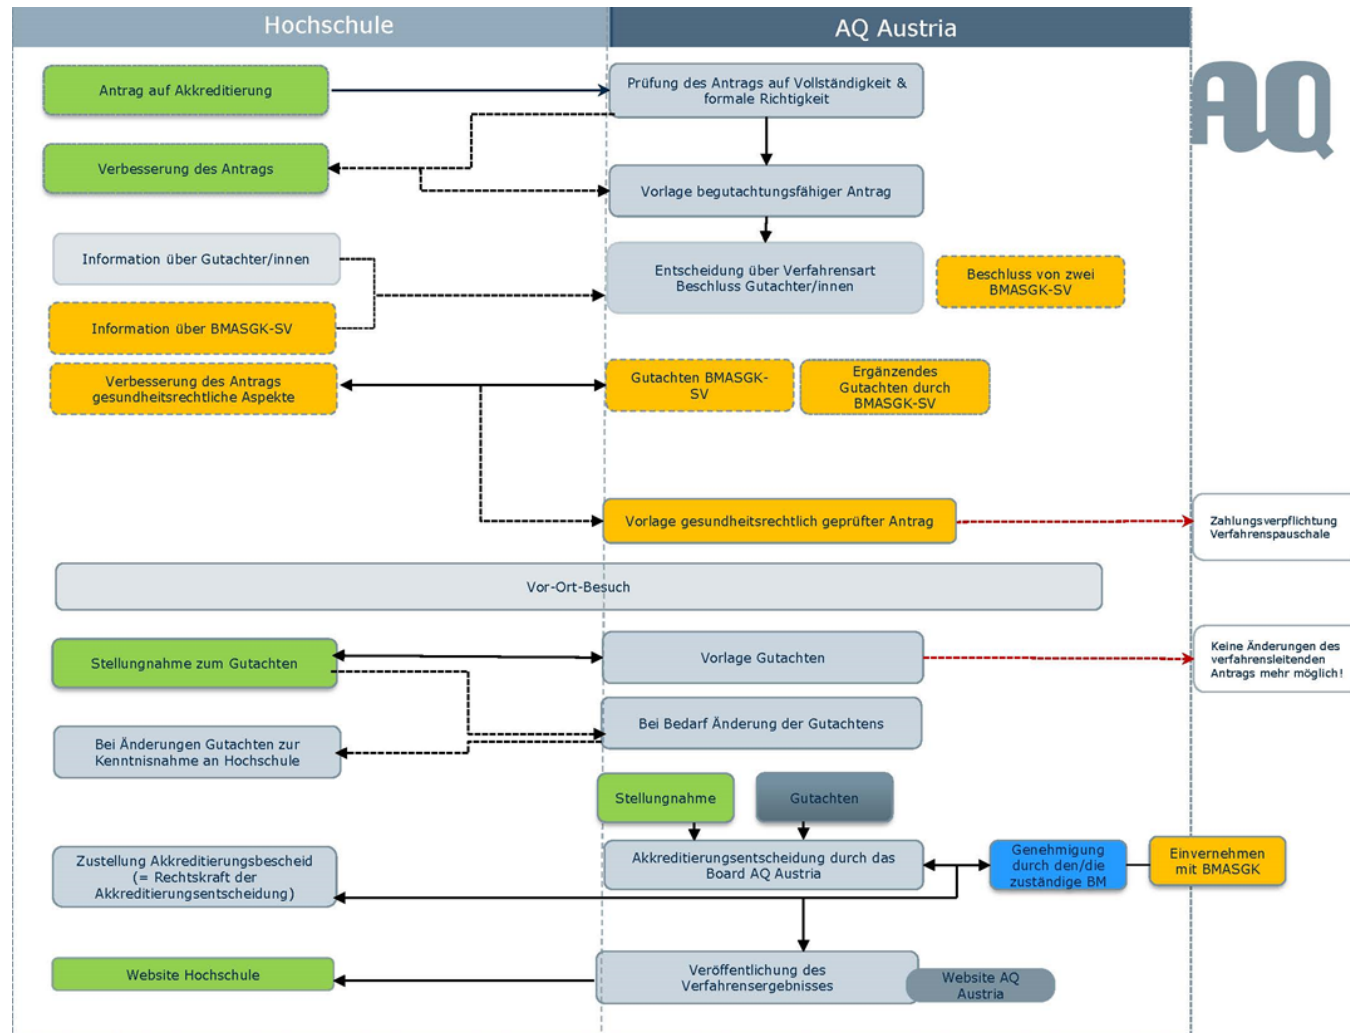 Hochschule
AQ Austria
AQ
Antrag auf Akkreditierung
Prüfung des Antrags auf Vollständigkeit &
formale Richtigkeit
Verbesserung des Antrags
Vorlage begutachtungsfähiger Antrag
Information über Gutachter/innen
Entscheidung über Verfahrensart
Beschluss Gutachter/innen
Beschluss von zwei
BMASGK-SV
Information über BMASGK-SV
Verbesserung des Antrags
gesundheitsrechtliche Aspekte
Gutachten BMASGK-
SV
Ergänzendes
Gutachten durch
BMASGK-SV
Vorlage gesundheitsrechtlich geprüfter Antrag
Zahlungsverpflichtung
Verfahrenspauschale
Vor-Ort-Besuch
Stellungnahme zum Gutachten
Vorlage Gutachten
Keine Änderungen des
verfahrensleitenden
Antrags mehr möglich!
Bei Bedarf Änderung der Gutachtens
Bei Änderungen Gutachten zur
Kenntnisnahme an Hochschule
Stellungnahme
Gutachten
Zustellung Akkreditierungsbescheid
(= Rechtskraft der
Akkreditierungsentscheidung)
Akkreditierungsentscheidung durch das
Board AQ Austria
Genehmigung
durch den/die
zuständige BM
Einvernehmen
mit BMASGK
Website Hochschule
Veröffentlichung des
Verfahrensergebnisses
Website AQ
Austria